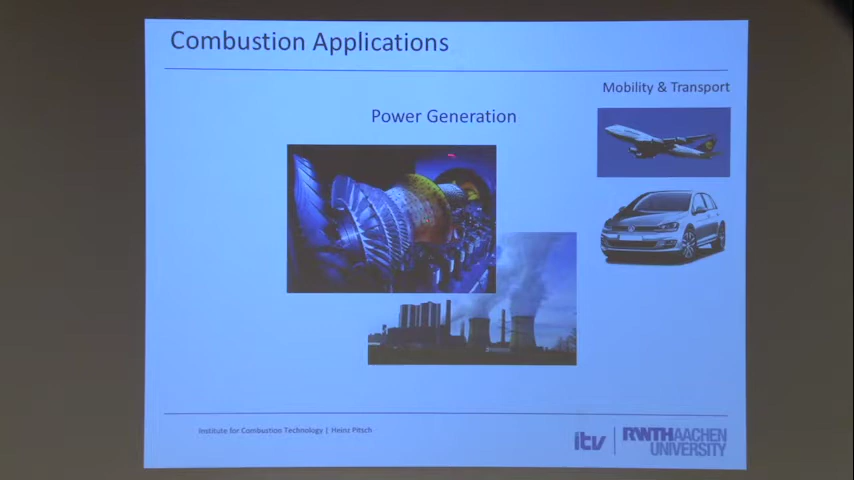 Combustion Applications
Mobility & Transport
Power Generation
Institute for Combustion Technology | Heinz Pitsch
itv
RWTHAACHEN
UNIVERSITY